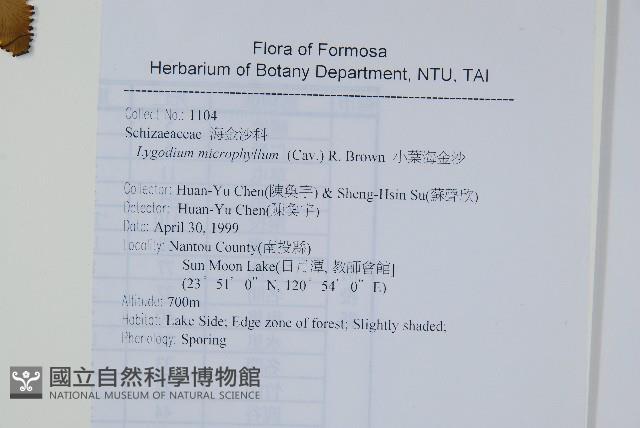 Flora of Formosa
Herbarium of Botany Department, NTU, TAI
Collect No.: 1104
Schizaeaceae 海金沙科
Lygodium microphyllum (Cav.) R. Brown 小葉海金沙
Collector: Huan-Yu Chen(陳奐宇) & Sheng-Hsin Su(蘇聲欣)
Detector: Huan-Yu Chen(陳奐宇)
Date: April 30, 1999
Locality: Nantou County(南投縣)
Sun Moon Lake(日月潭, 教師會館]
(23° 51' 0" N, 120° 54' 0" E)
Altitude: 700m
Habitat: Lake Side; Edge zone of forest; Slightly shaded;
Phenology: Sporing
國立自然科學博物館
NATIONAL MUSEUM OF NATURAL SCIENCE